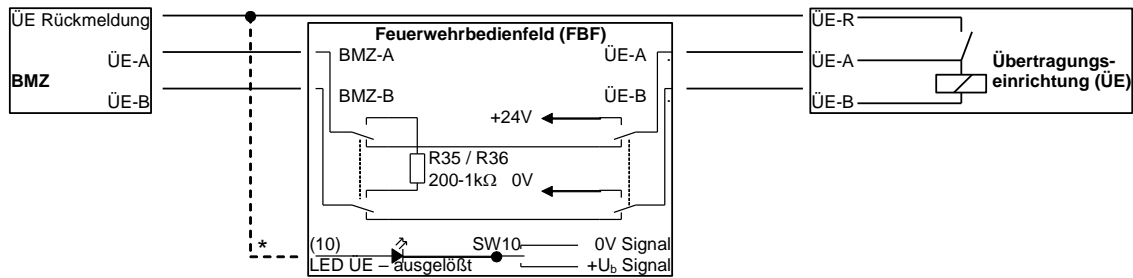 ÜE Rückmeldung
ÜE-A
BMZ
ÜE-B
Feuerwehrbedienfeld (FBF)
BMZ-A
ÜE-A
BMZ-B
ÜE-B
+24V
R35 / R36
200-1kΩ 0V
*
(10)
SW10
0V Signal
LED ÜE – ausgelößt
+Ub Signal
ÜE-R
ÜE-A
Übertragungs-
einrichtung (ÜE)
ÜE-B